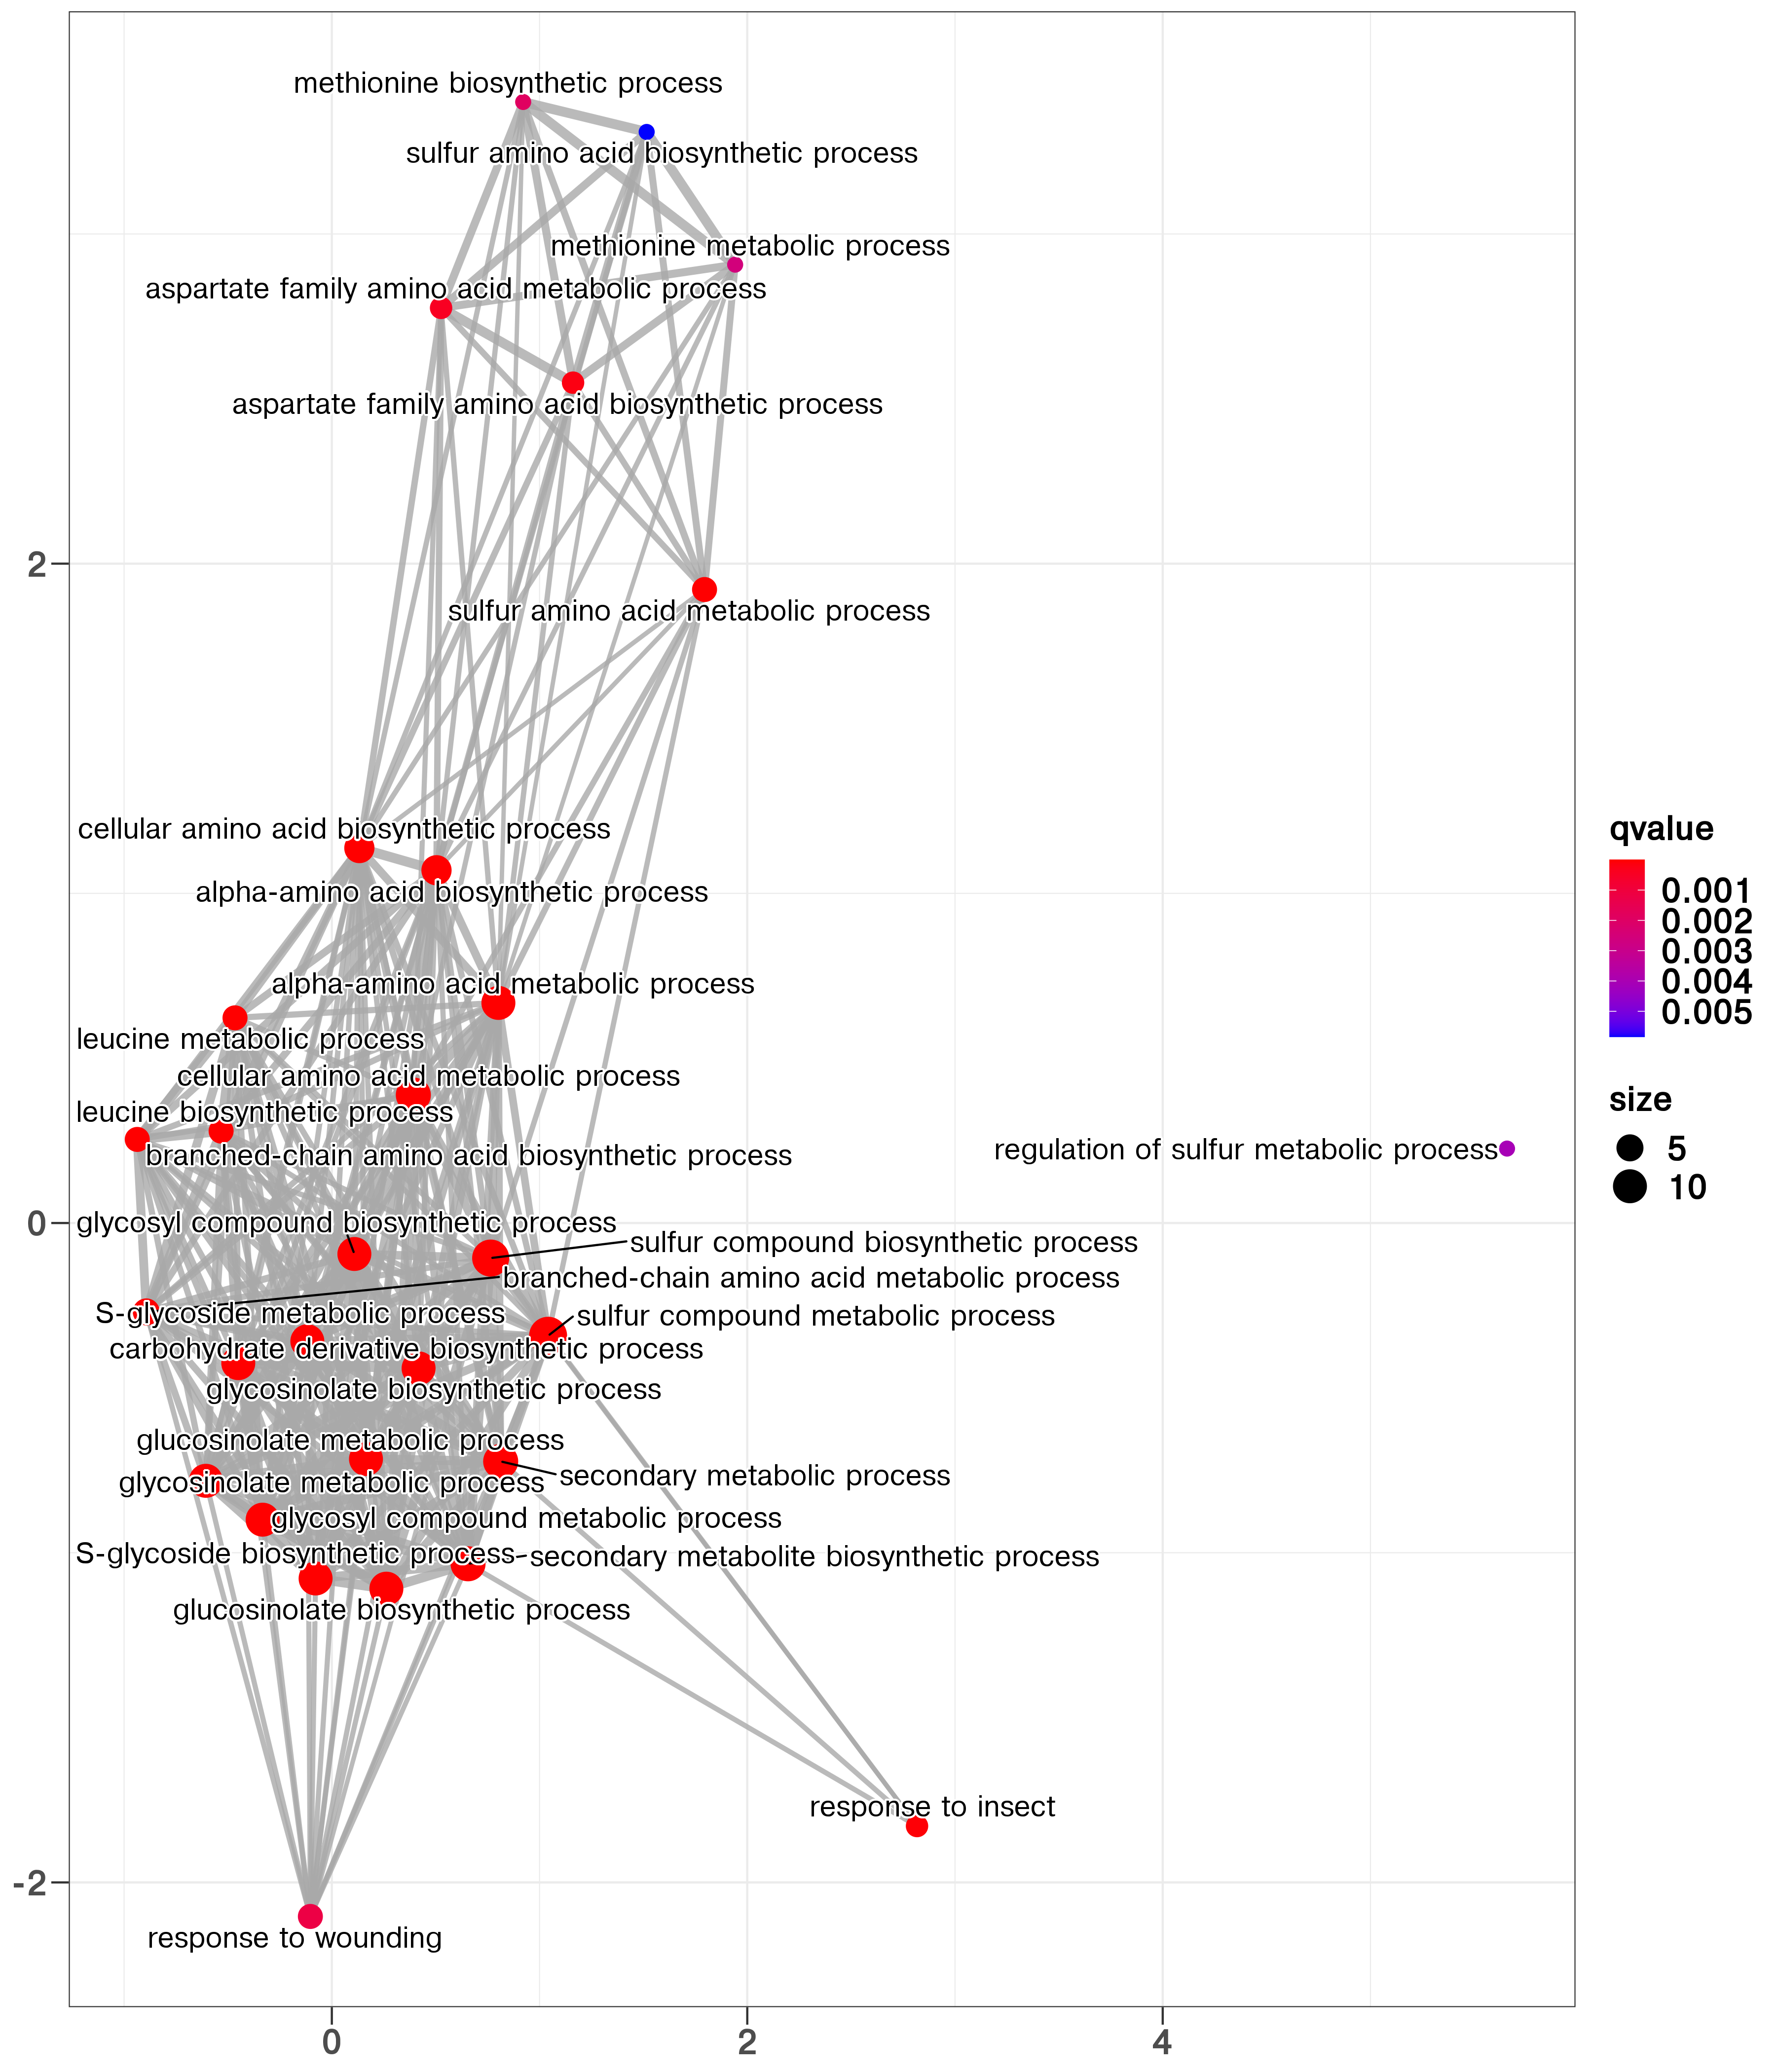 methionine biosynthetic process
sulfur amino acid biosynthetic process
methionine metabolic process
aspartate family amino acid metabolic process
aspartate family amino acid biosynthetic process
2
sulfur amino acid metabolic process
cellular amino acid biosynthetic process
alpha-amino acid biosynthetic process
alpha-amino acid metabolic process
leucine metabolic process
cellular amino acid metabolic process
leucine biosynthetic process
regulation of sulfur metabolic process
branched-chain amino acid biosynthetic process
0
glycosyl compound biosynthetic process
sulfur compound biosynthetic process
branched-chain amino acid metabolic process
S-glycoside metabolic process
sulfur compound metabolic process
carbohydrate derivative biosynthetic process
glycosinolate biosynthetic process
glucosinolate metabolic process
secondary metabolic process
glycosinolate metabolic process
glycosyl compound metabolic process
S-glycoside biosynthetic process
secondary metabolite biosynthetic process
glucosinolate biosynthetic process
response to insect
-2
response to wounding
0 2 4
qvalue
0.001
0.002
0.003
0.004
0.005
size
5
10